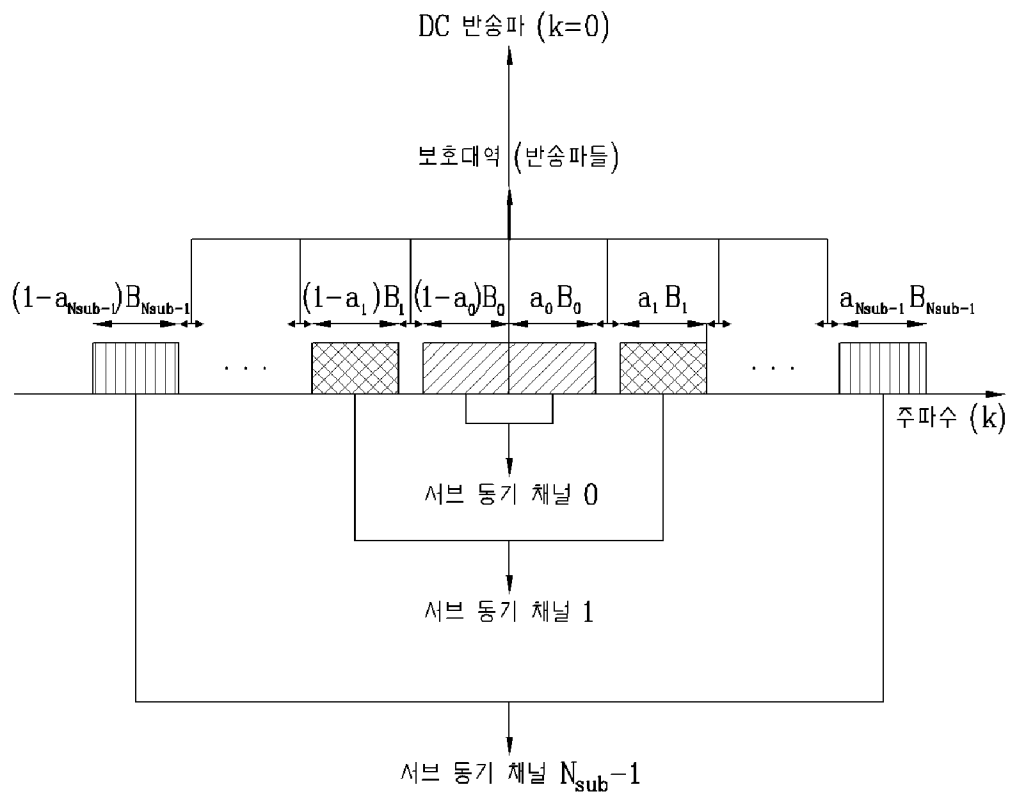 DC 반송파 (k=0)
보호대역 (반송파들)
(1-a_Nsub-1)B_Nsub-1 (1-a_1)B_1 (1-a_0)B_0 a_0 B_0 a_1 B_1 a_Nsub-1 B_Nsub-1
. . . . . .
주파수 (k)
서브 동기 채널 0
서브 동기 채널 1
서브 동기 채널 N_sub-1